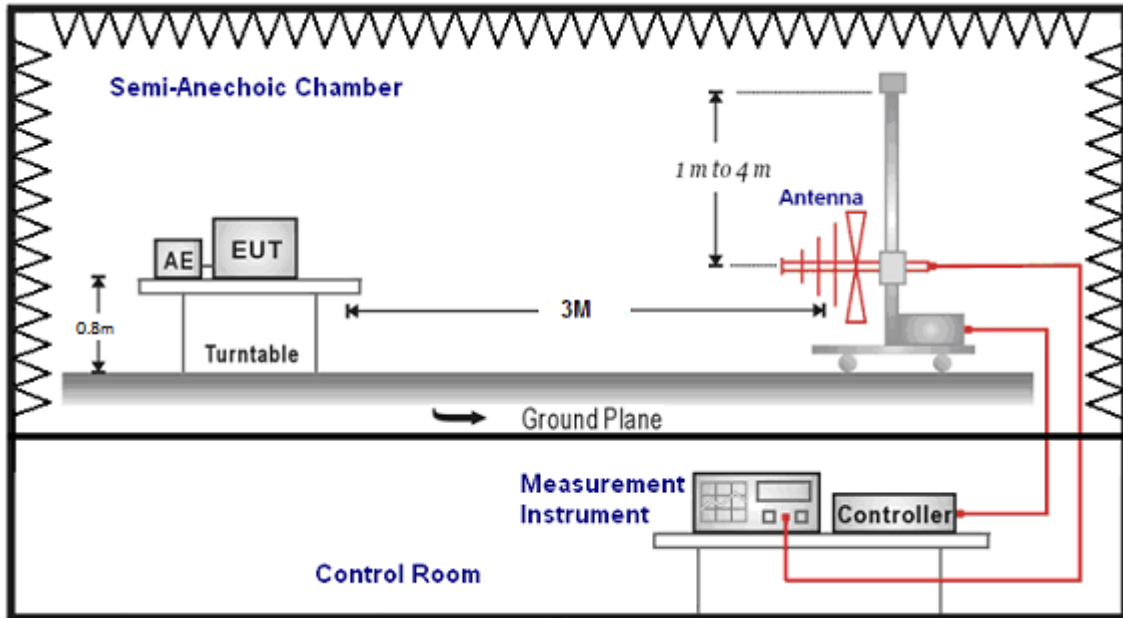 Semi-Anechoic Chamber
1 m to 4 m
Antenna
AE
EUT
3M
0.8m
Turntable
Ground Plane
Measurement
Instrument
Controller
Control Room